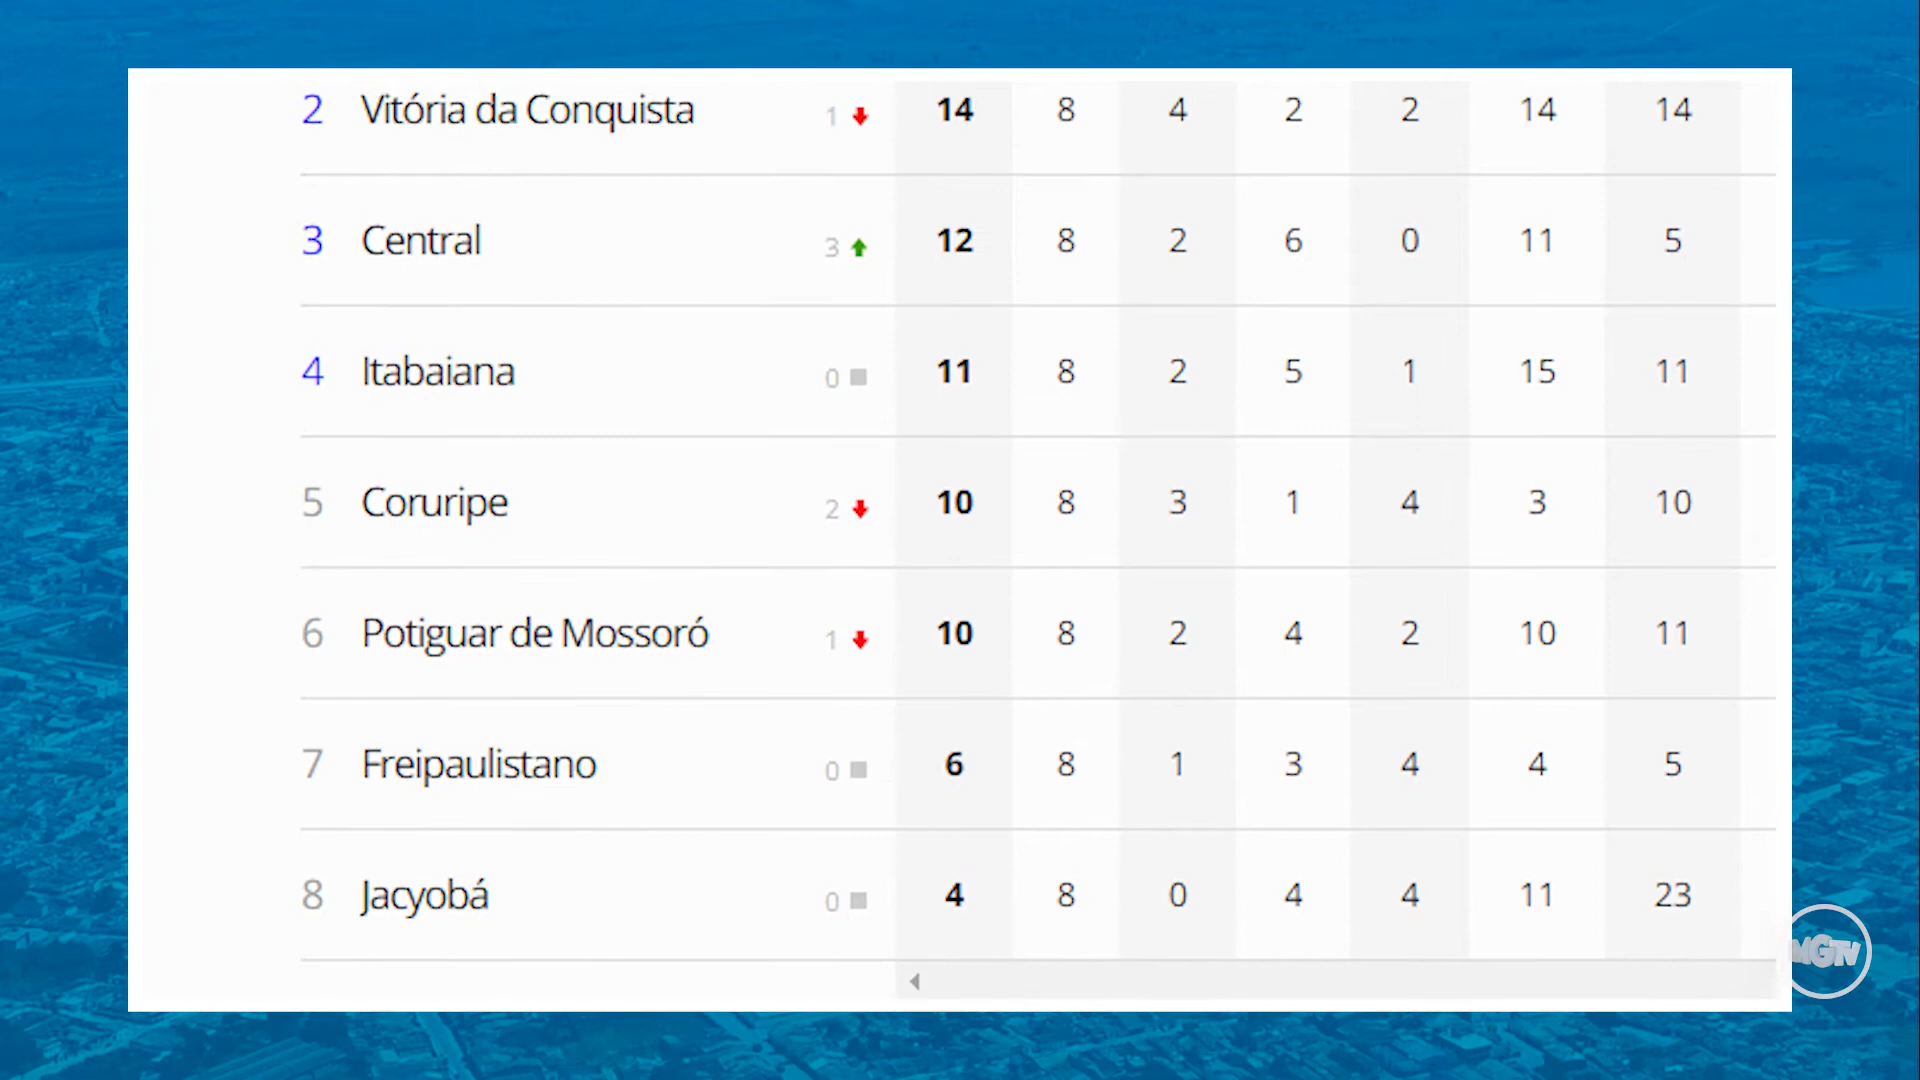 2 Vitória da Conquista 1 14 8 4 2 2 14 14
3 Central 3 12 8 2 6 0 11 5
4 Itabaiana 0 11 8 2 5 1 15 11
5 Coruripe 2 10 8 3 1 4 3 10
6 Potiguar de Mossoró 1 10 8 2 4 2 10 11
7 Freipaulistano 0 6 8 1 3 4 4 5
8 Jacyobá 0 4 8 0 4 4 11 23
MGTV